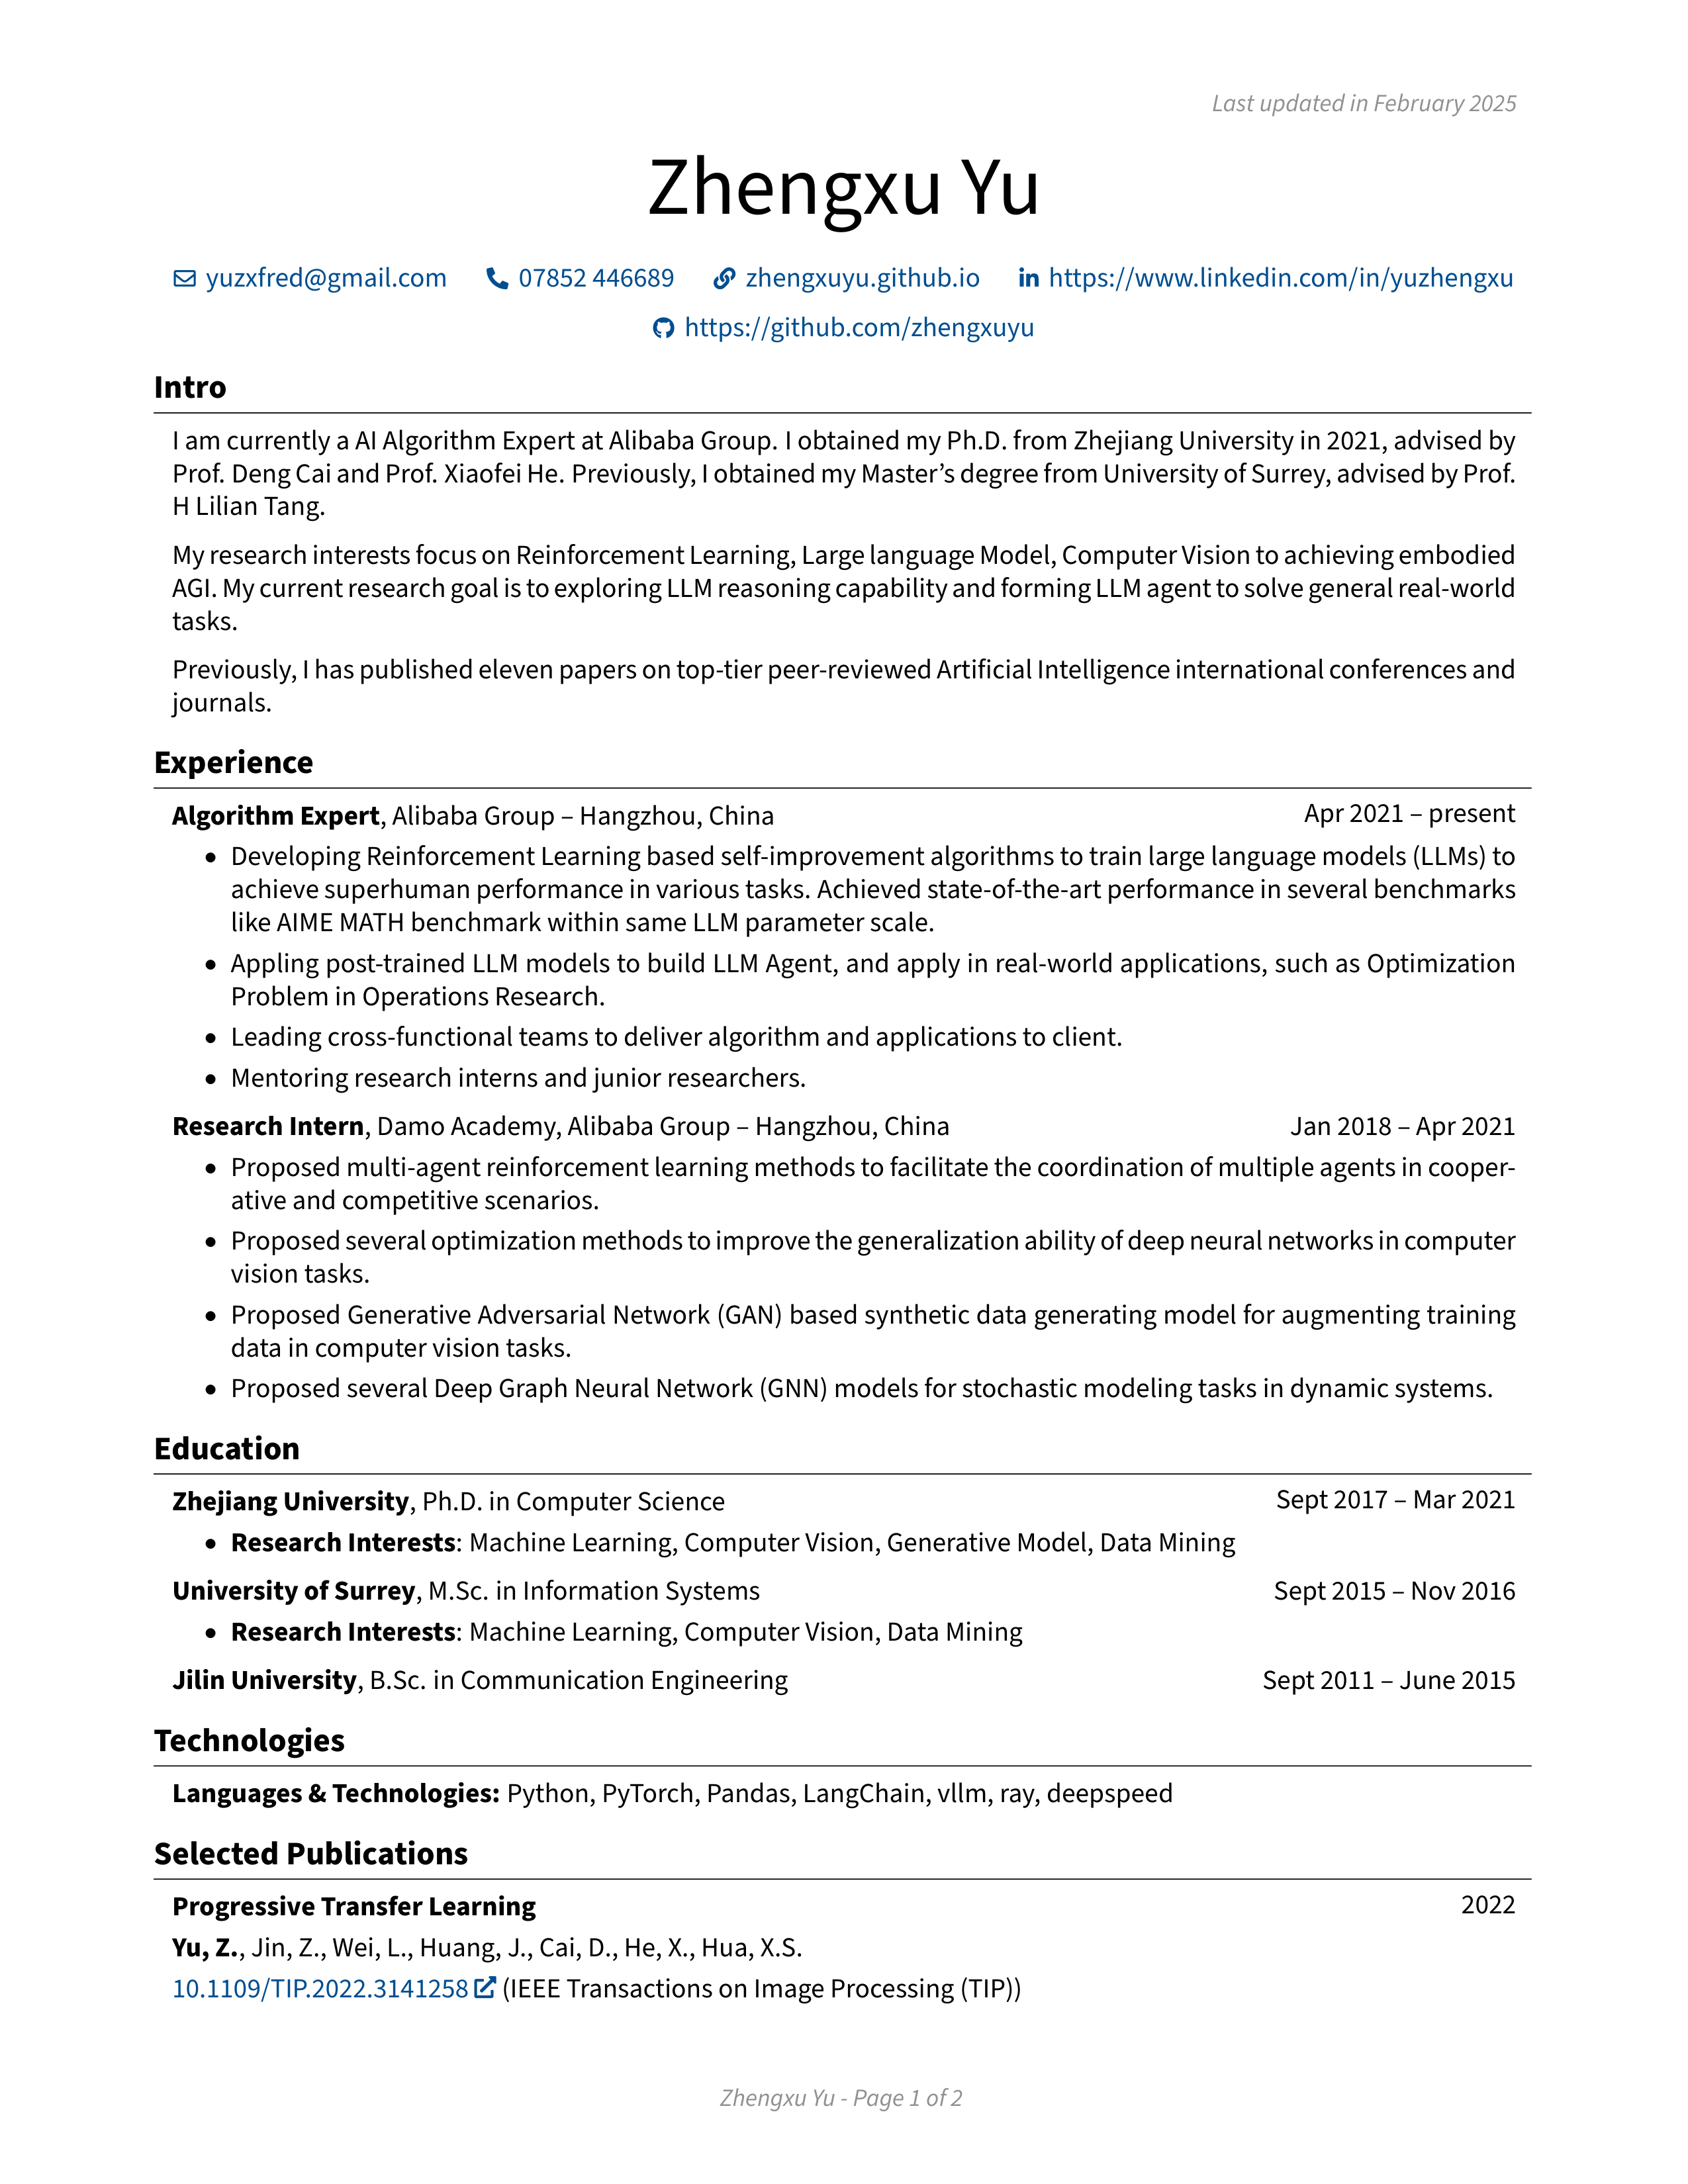 Last updated in February 2025
Zhengxu Yu
yuzxfred@gmail.com 07852 446689 zhengxuyu.github.io https://www.linkedin.com/in/yuzhengxu
https://github.com/zhengxuyu
Intro
I am currently a AI Algorithm Expert at Alibaba Group. I obtained my Ph.D. from Zhejiang University in 2021, advised by
Prof. Deng Cai and Prof. Xiaofei He. Previously, I obtained my Master’s degree from University of Surrey, advised by Prof.
H Lilian Tang.
My research interests focus on Reinforcement Learning, Large language Model, Computer Vision to achieving embodied
AGI. My current research goal is to exploring LLM reasoning capability and forming LLM agent to solve general real-world
tasks.
Previously, I has published eleven papers on top-tier peer-reviewed Artificial Intelligence international conferences and
journals.
Experience
Algorithm Expert, Alibaba Group – Hangzhou, China Apr 2021 – present
• Developing Reinforcement Learning based self-improvement algorithms to train large language models (LLMs) to
achieve superhuman performance in various tasks. Achieved state-of-the-art performance in several benchmarks
like AIME MATH benchmark within same LLM parameter scale.
• Appling post-trained LLM models to build LLM Agent, and apply in real-world applications, such as Optimization
Problem in Operations Research.
• Leading cross-functional teams to deliver algorithm and applications to client.
• Mentoring research interns and junior researchers.
Research Intern, Damo Academy, Alibaba Group – Hangzhou, China Jan 2018 – Apr 2021
• Proposed multi-agent reinforcement learning methods to facilitate the coordination of multiple agents in cooper-
ative and competitive scenarios.
• Proposed several optimization methods to improve the generalization ability of deep neural networks in computer
vision tasks.
• Proposed Generative Adversarial Network (GAN) based synthetic data generating model for augmenting training
data in computer vision tasks.
• Proposed several Deep Graph Neural Network (GNN) models for stochastic modeling tasks in dynamic systems.
Education
Zhejiang University, Ph.D. in Computer Science Sept 2017 – Mar 2021
• Research Interests: Machine Learning, Computer Vision, Generative Model, Data Mining
University of Surrey, M.Sc. in Information Systems Sept 2015 – Nov 2016
• Research Interests: Machine Learning, Computer Vision, Data Mining
Jilin University, B.Sc. in Communication Engineering Sept 2011 – June 2015
Technologies
Languages & Technologies: Python, PyTorch, Pandas, LangChain, vllm, ray, deepspeed
Selected Publications
Progressive Transfer Learning 2022
Yu, Z., Jin, Z., Wei, L., Huang, J., Cai, D., He, X., Hua, X.S.
10.1109/TIP.2022.3141258 (IEEE Transactions on Image Processing (TIP))
Zhengxu Yu - Page 1 of 2